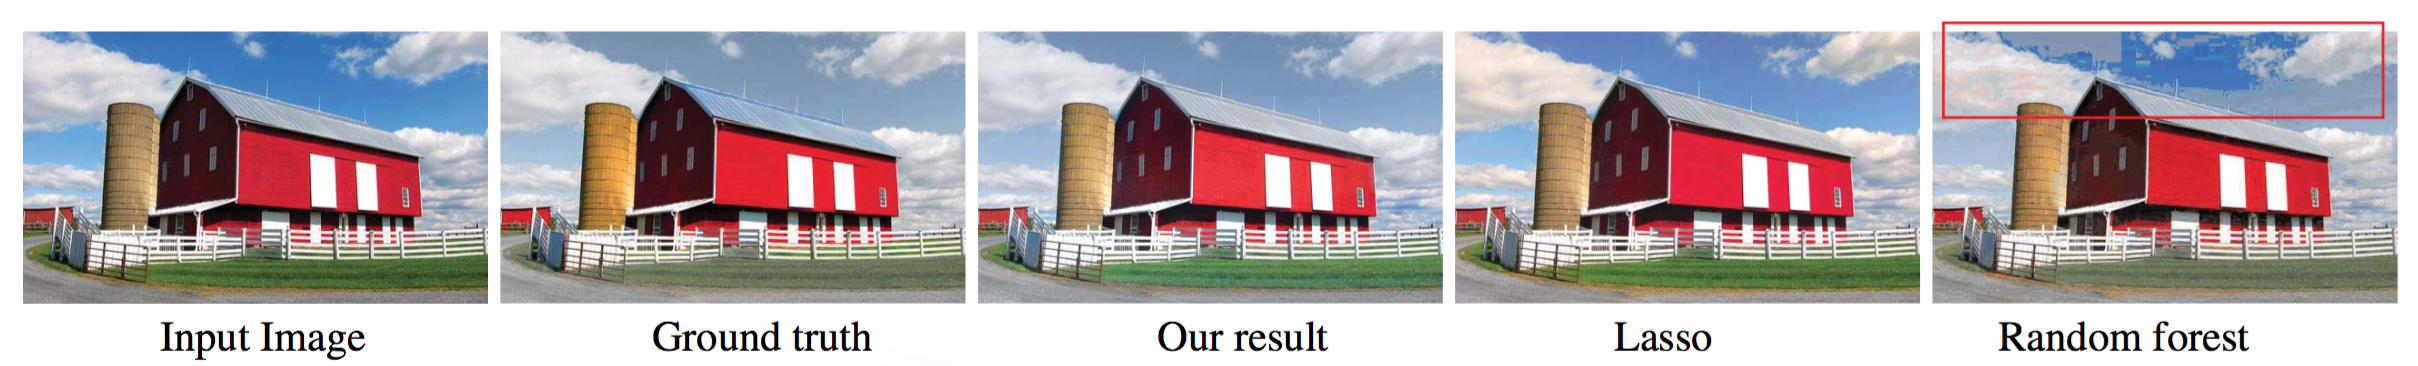 Input Image
Ground truth
Our result
Lasso
Random forest